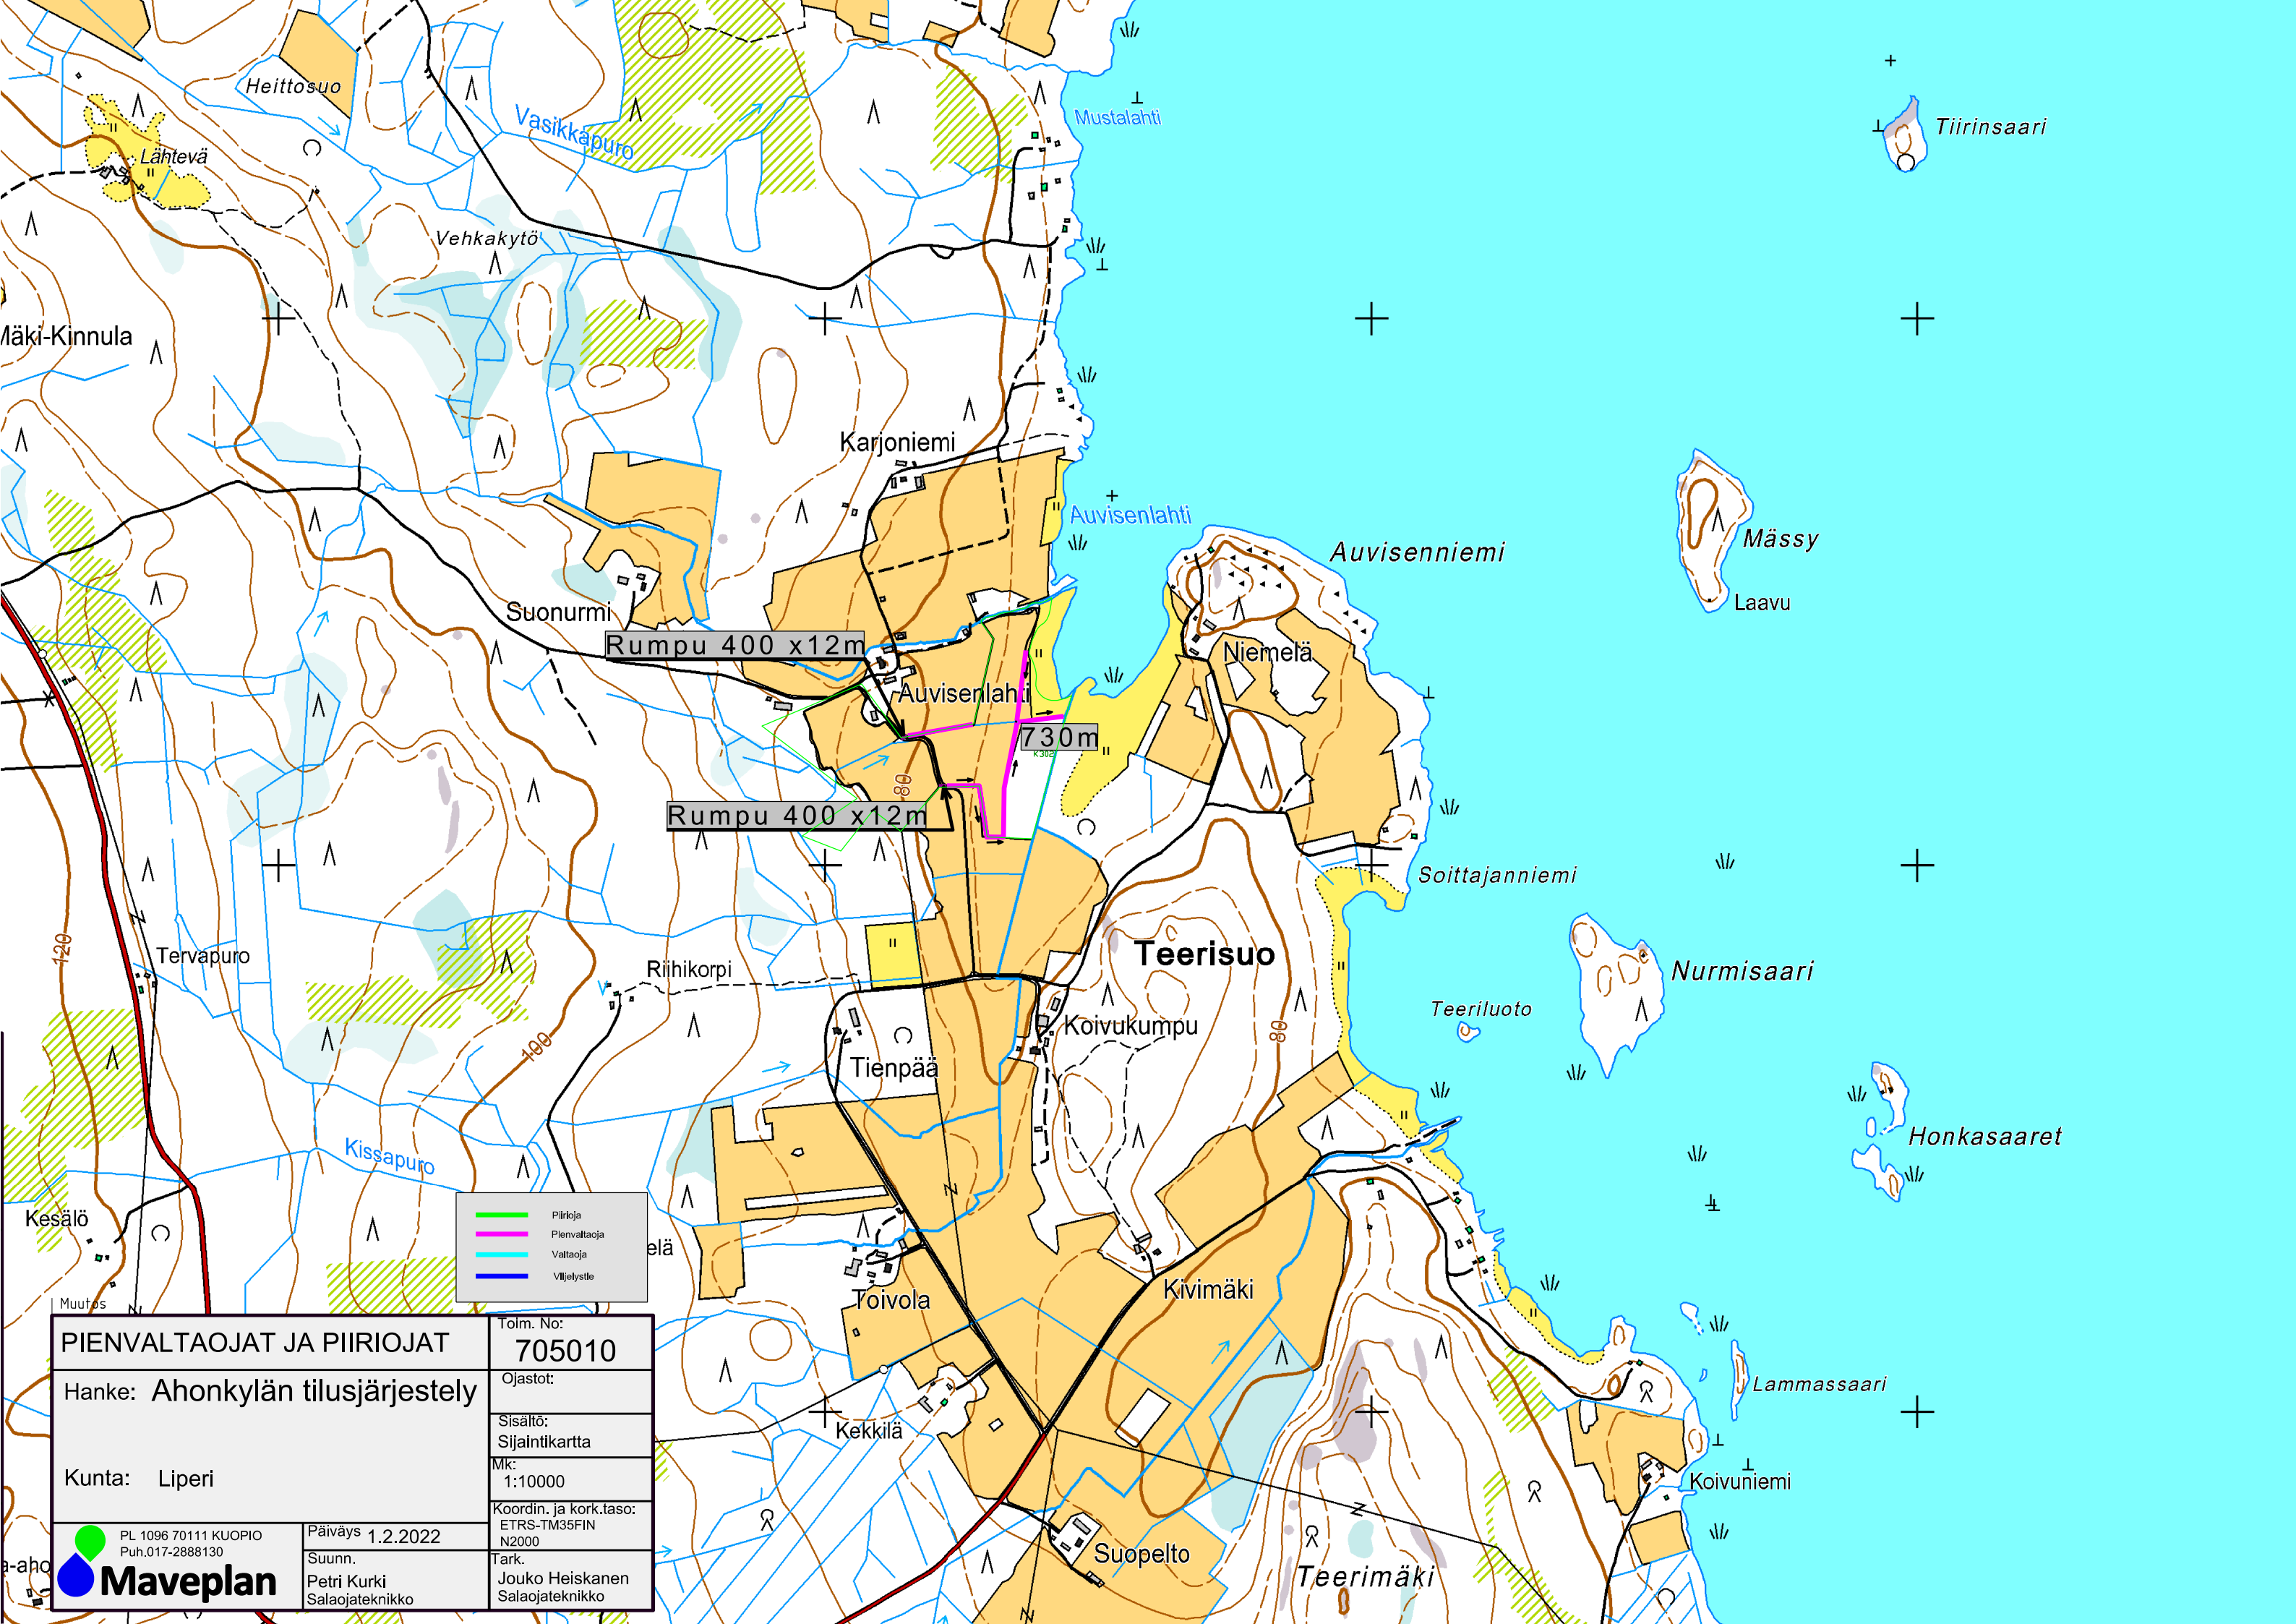 Heittosuo
Vasikkapuro
Mustalahti
Tiirinsaari
Lähtevä
Vehkakytö
Mäki-Kinnula
Karjoniemi
Auvisenlahti
Auvisenniemi
Mässy
Laavu
Suonurmi
Rumpu 400 x12m
Niemelä
Auvisenlahti
730m
K302
80
Rumpu 400 x12m
Soittajanniemi
120
Tervapuro
Riihikorpi
Teerisuo
Nurmisaari
Teeriluoto
100
Koivukumpu
80
Tienpää
Kissapuro
Honkasaaret
Kesälö
Piirioja
Pienvaltaoja
Valtaoja
Viljelystie
elä
Toivola
Kivimäki
Lammassaari
Kekkilä
Koivuniemi
Suopelto
Teerimäki
a-aho
Muutos
PIENVALTAOJAT JA PIIRIOJAT
Toim. No:
705010
Hanke: Ahonkylän tilusjärjestely
Ojastot:
Sisältö:
Sijaintikartta
Kunta: Liperi
Mk:
1:10000
Koordin. ja kork.taso:
ETRS-TM35FIN
N2000
PL 1096 70111 KUOPIO
Puh.017-2888130
Maveplan
Päiväys 1.2.2022
Suunn.
Petri Kurki
Salaojateknikko
Tark.
Jouko Heiskanen
Salaojateknikko